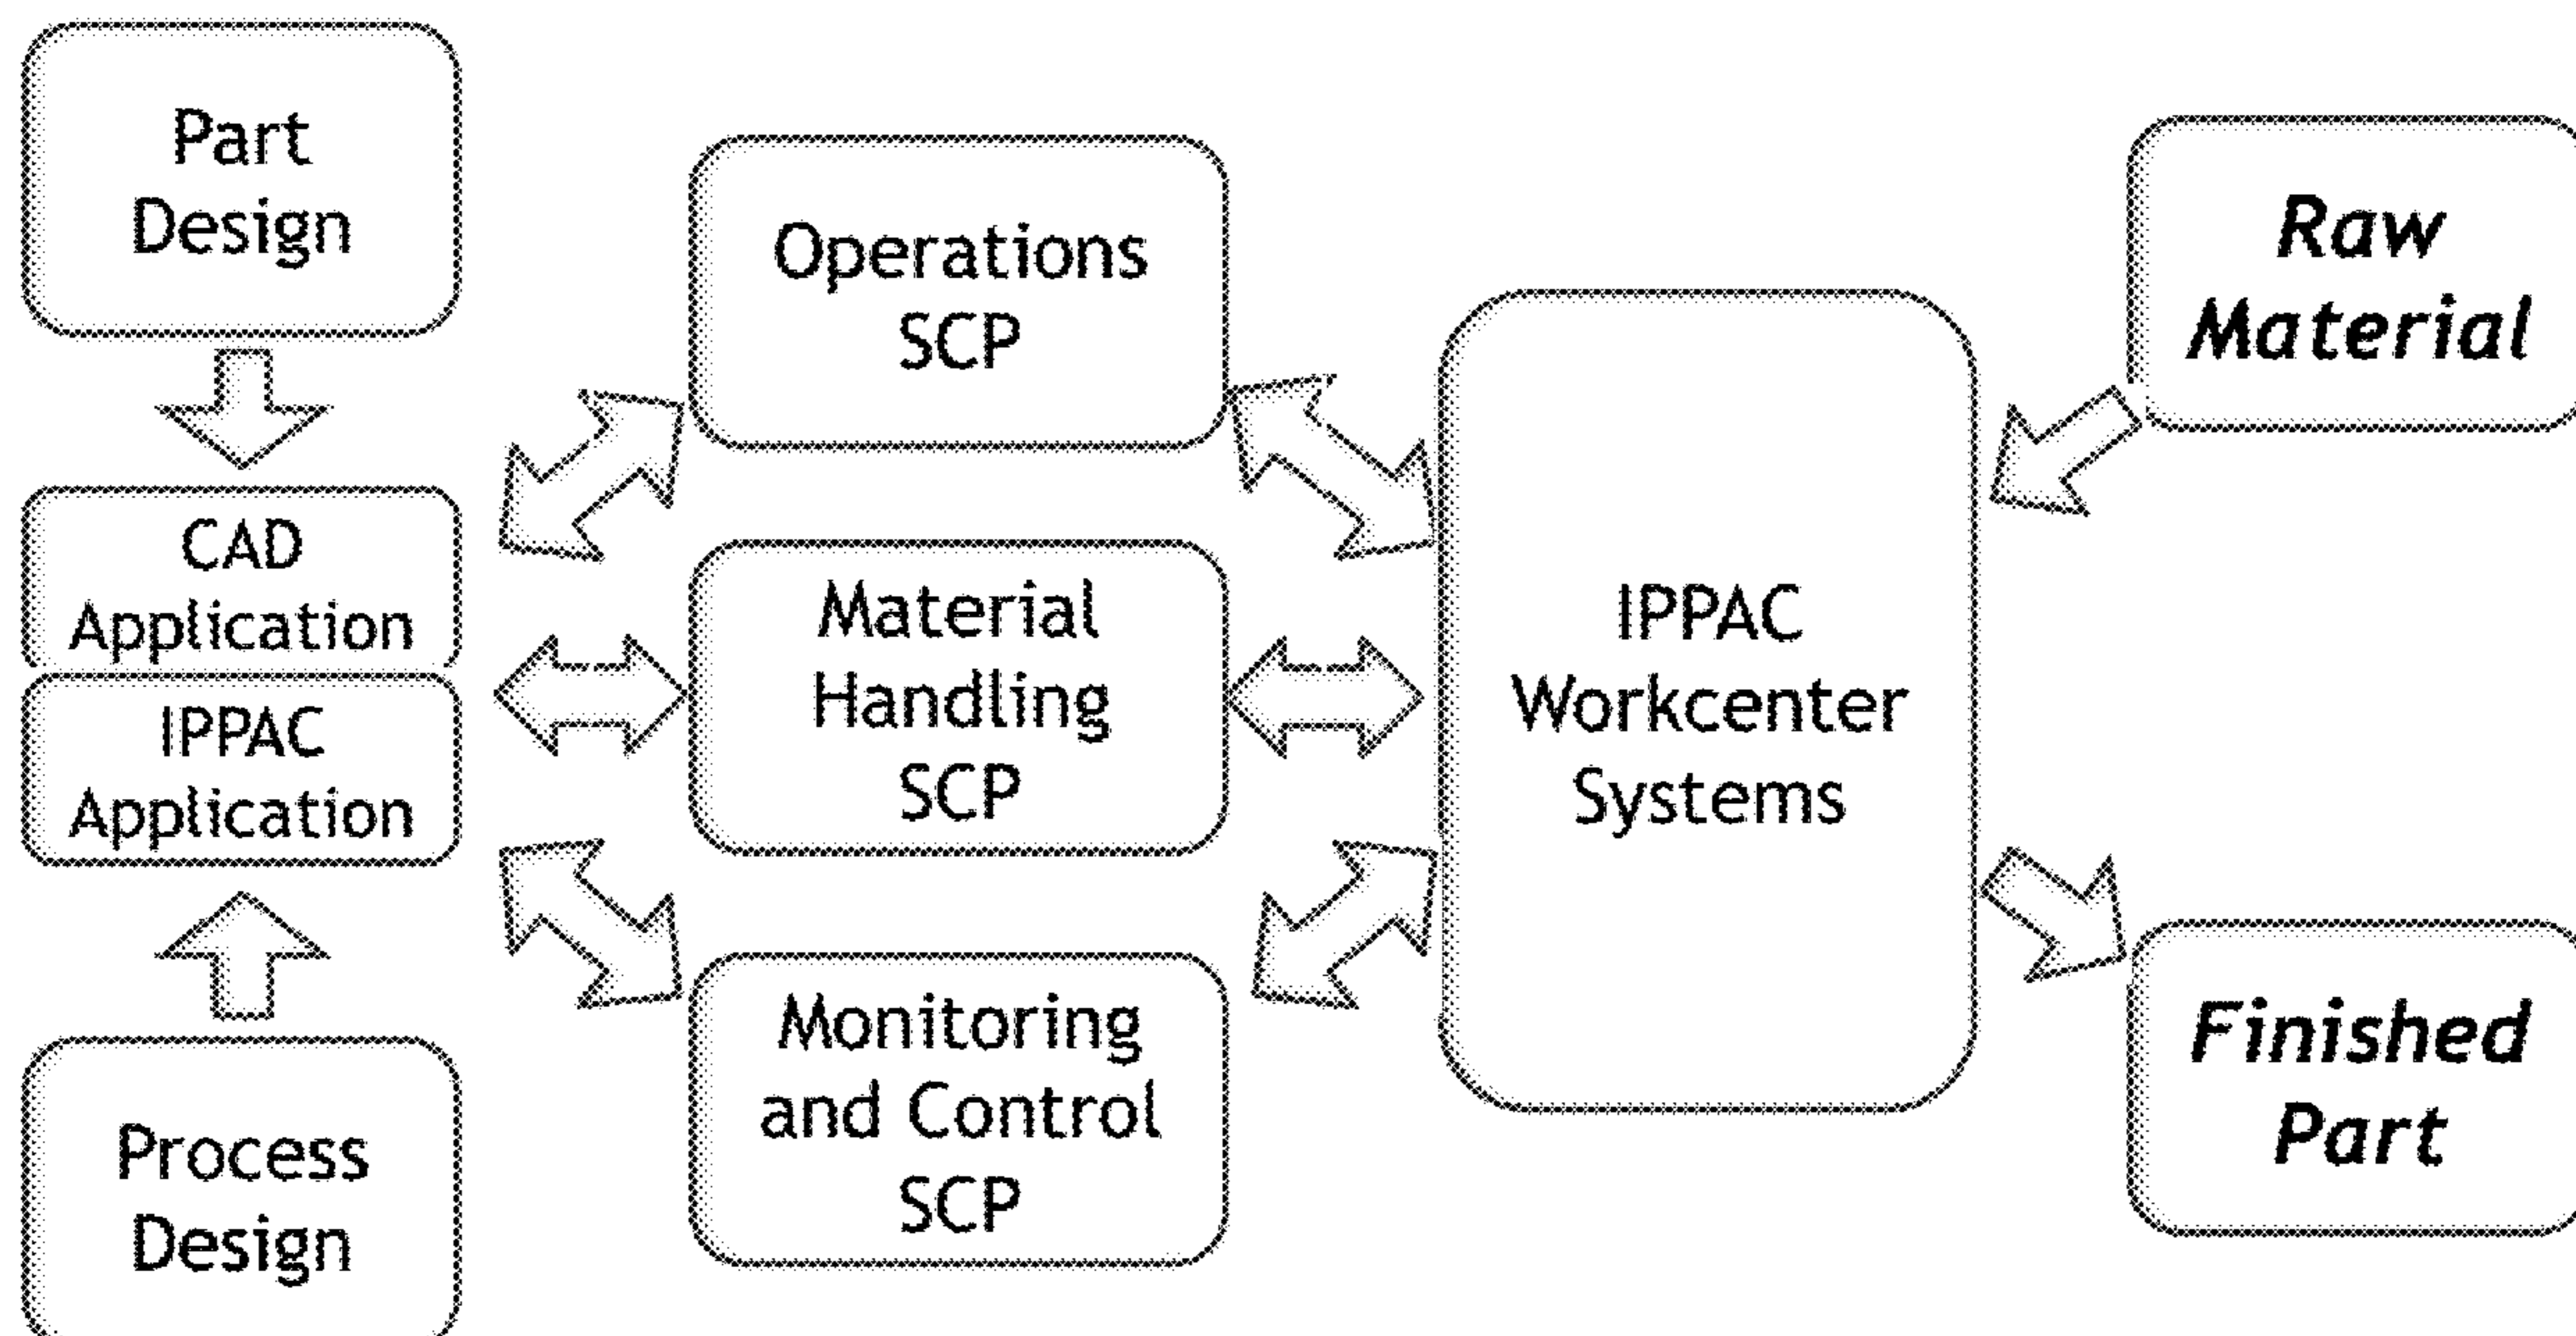 Part
Design
CAD
Application
IPPAC
Application
Process
Design
Operations
SCP
Material
Handling
SCP
Monitoring
and Control
SCP
IPPAC
Workcenter
Systems
Raw
Material
Finished
Part